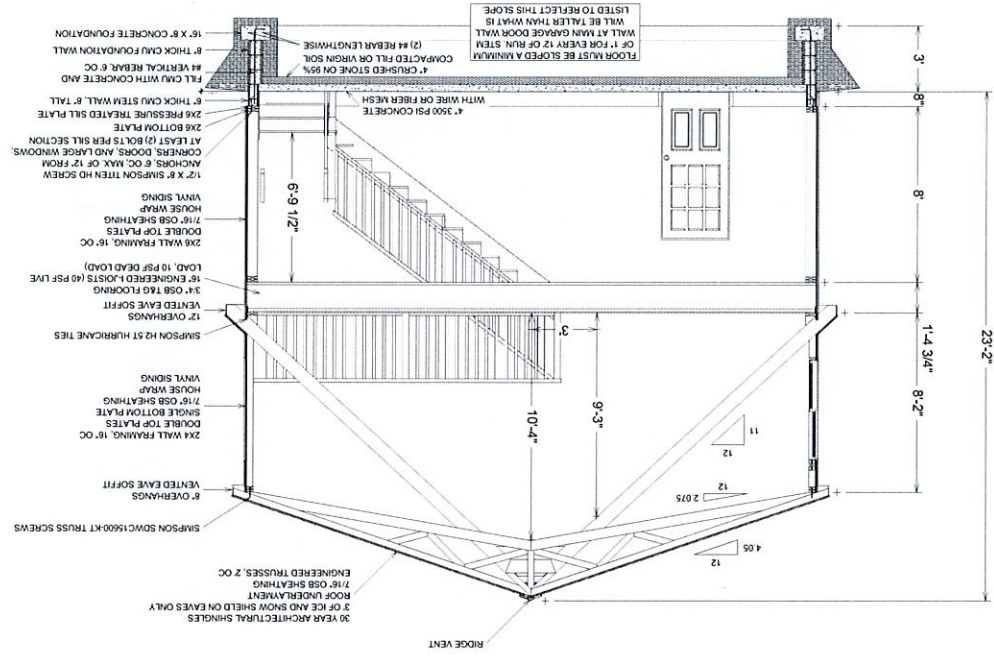 RIDGE VENT
30 YEAR ARCHITECTURAL SHINGLES
3' OF ICE AND SNOW SHIELD ON EAVES ONLY
ROOF UNDERLAYMENT
7/16" OSB SHEATHING
ENGINEERED TRUSSES, 2' OC
SIMPSON SDWC15600-KT TRUSS SCREWS
8" OVERHANGS
VENTED EAVE SOFFIT
2X4 WALL FRAMING, 16" OC
DOUBLE TOP PLATES
SINGLE BOTTOM PLATE
7/16" OSB SHEATHING
HOUSE WRAP
VINYL SIDING
SIMPSON H2.5T HURRICANE TIES
12" OVERHANGS
VENTED EAVE SOFFIT
3/4" OSB T&G FLOORING
16" ENGINEERED I-JOISTS (40 PSF LIVE
LOAD, 10 PSF DEAD LOAD)
2X6 WALL FRAMING, 16" OC
DOUBLE TOP PLATES
7/16" OSB SHEATHING
HOUSE WRAP
VINYL SIDING
1/2" X 8" SIMPSON TITEN HD SCREW
ANCHORS, 6' OC, MAX. OF 12" FROM
CORNERS, DOORS, AND LARGE WINDOWS;
AT LEAST (2) BOLTS PER SILL SECTION
2X6 BOTTOM PLATE
2X6 PRESSURE TREATED SILL PLATE
6" THICK CMU STEM WALL, 8" TALL
FILL CMU WITH CONCRETE AND
#4 VERTICAL REBAR, 6' OC
8" THICK CMU FOUNDATION WALL
16" X 8" CONCRETE FOUNDATION
4.05
12
2.075
12
11
12
23'-2"
8'-2"
1'-4 3/4"
8'
8"
3'
10'-4"
9'-3"
3'
6'-9 1/2"
4" 3500 PSI CONCRETE
WITH WIRE OR FIBER MESH
4" CRUSHED STONE ON 95%
COMPACTED FILL OR VIRGIN SOIL
(2) #4 REBAR LENGTHWISE
FLOOR MUST BE SLOPED A MINIMUM
OF 1" FOR EVERY 12' RUN. STEM
WALL AT MAIN GARAGE DOOR WALL
WILL BE TALLER THAN WHAT IS
LISTED TO REFLECT THIS SLOPE.